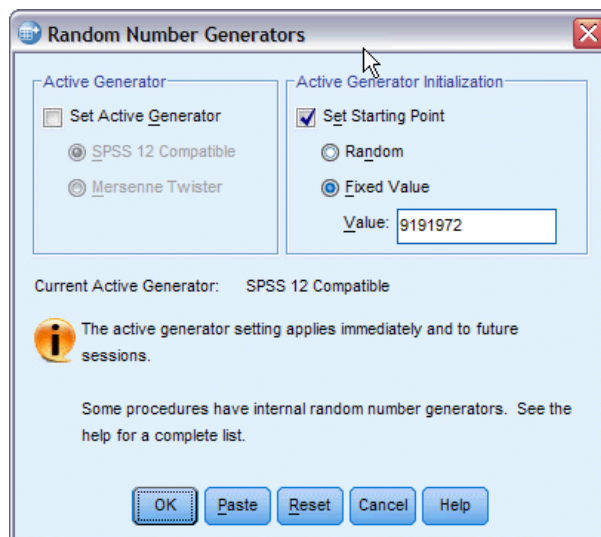 Random Number Generators
Active Generator
Set Active Generator
SPSS 12 Compatible
Mersenne Twister
Active Generator Initialization
Set Starting Point
Random
Fixed Value
Value: 9191972
Current Active Generator: SPSS 12 Compatible
The active generator setting applies immediately and to future
sessions.
Some procedures have internal random number generators. See the
help for a complete list.
OK Paste Reset Cancel Help